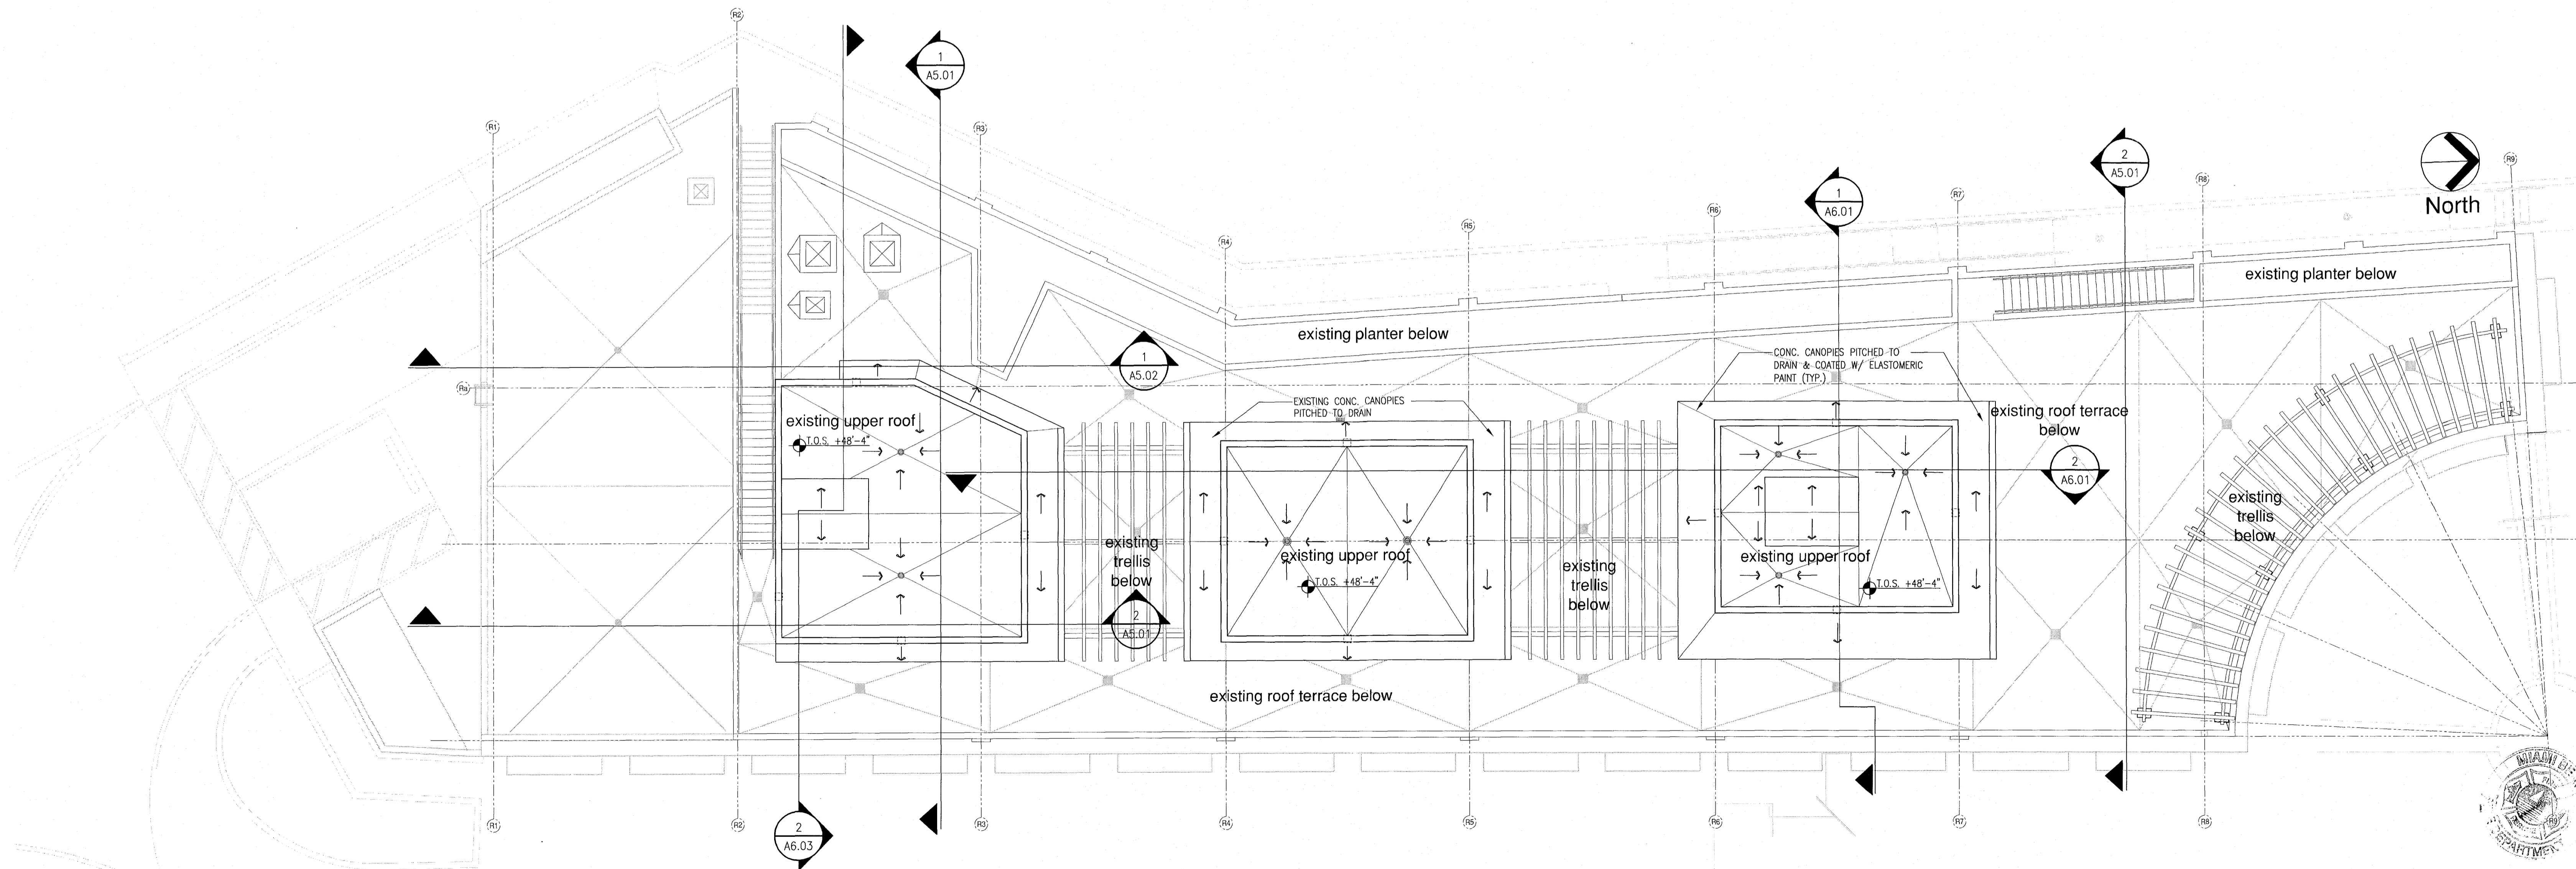 R2
1
A5.01
R1
R3
2
A5.01
R9
R8
1
A6.01
R7
R6
North
R5
R4
existing planter below
existing planter below
1
A5.02
CONC. CANOPIES PITCHED TO
DRAIN & COATED W/ ELASTOMERIC
PAINT (TYP.)
Ra
EXISTING CONC. CANOPIES
PITCHED TO DRAIN
existing roof terrace
below
existing upper roof
T.O.S. +48'-4"
2
A6.01
existing
trellis
below
existing
trellis
below
existing upper roof
T.O.S. +48'-4"
existing
trellis
below
existing upper roof
T.O.S. +48'-4"
2
A5.01
existing roof terrace below
R1
R2
R3
R4
R5
R6
R7
R8
R9
2
A6.03
MIAMI BE
DEPARTMENT